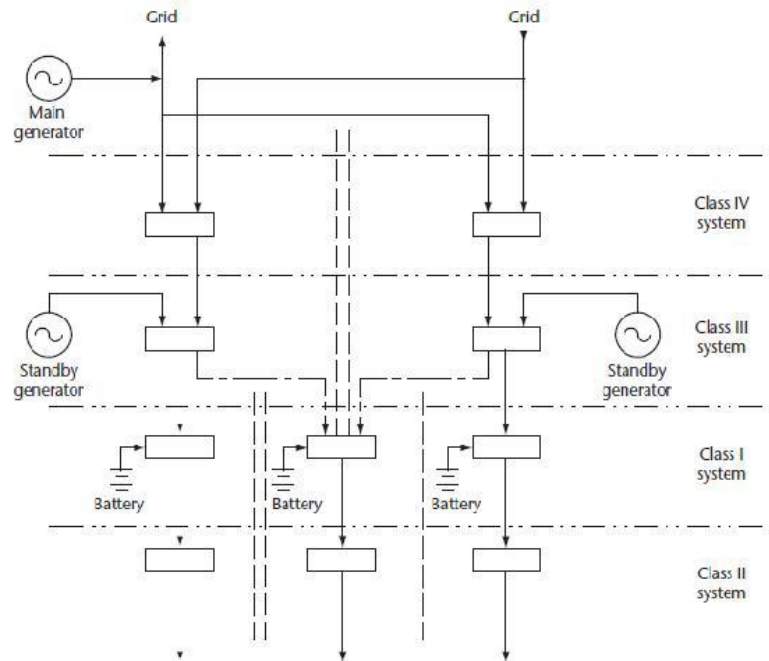 Grid
Grid
Main
generator
Class IV
system
Standby
generator
Class III
system
Standby
generator
Battery
Battery
Battery
Class I
system
Class II
system